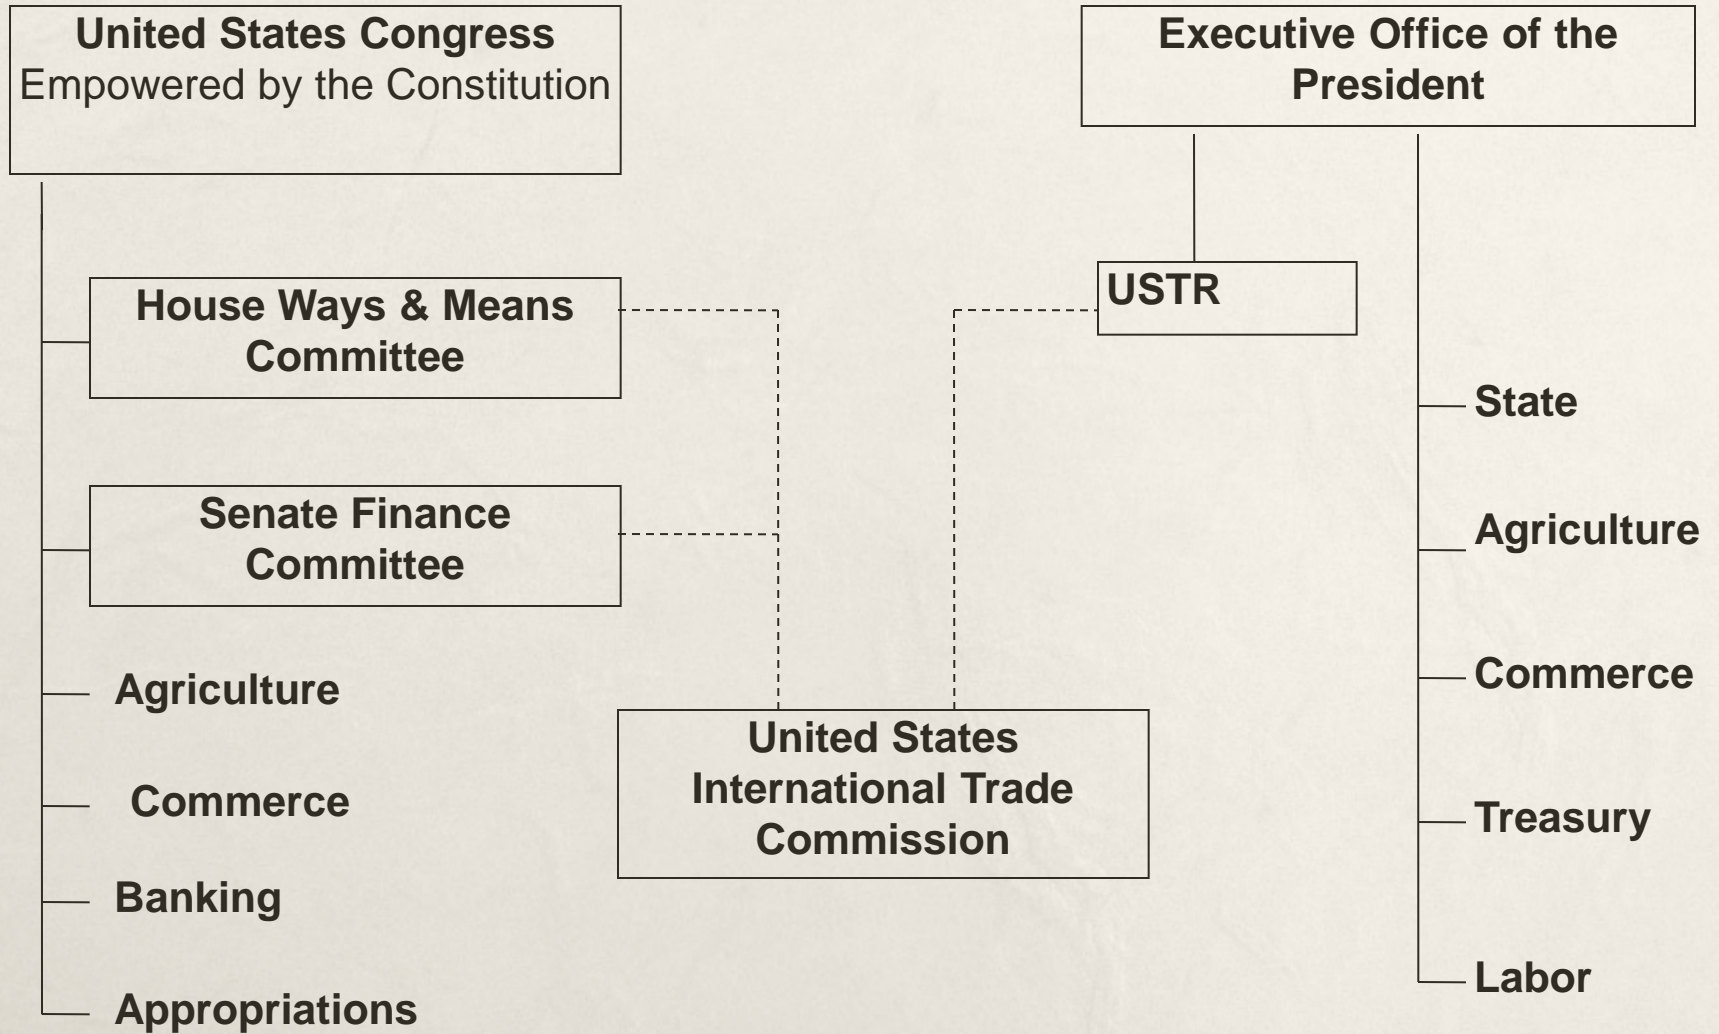 United States Congress
Empowered by the Constitution
House Ways & Means
Committee
Senate Finance
Committee
Agriculture
Commerce
Banking
Appropriations
United States
International Trade
Commission
Executive Office of the
President
USTR
State
Agriculture
Commerce
Treasury
Labor